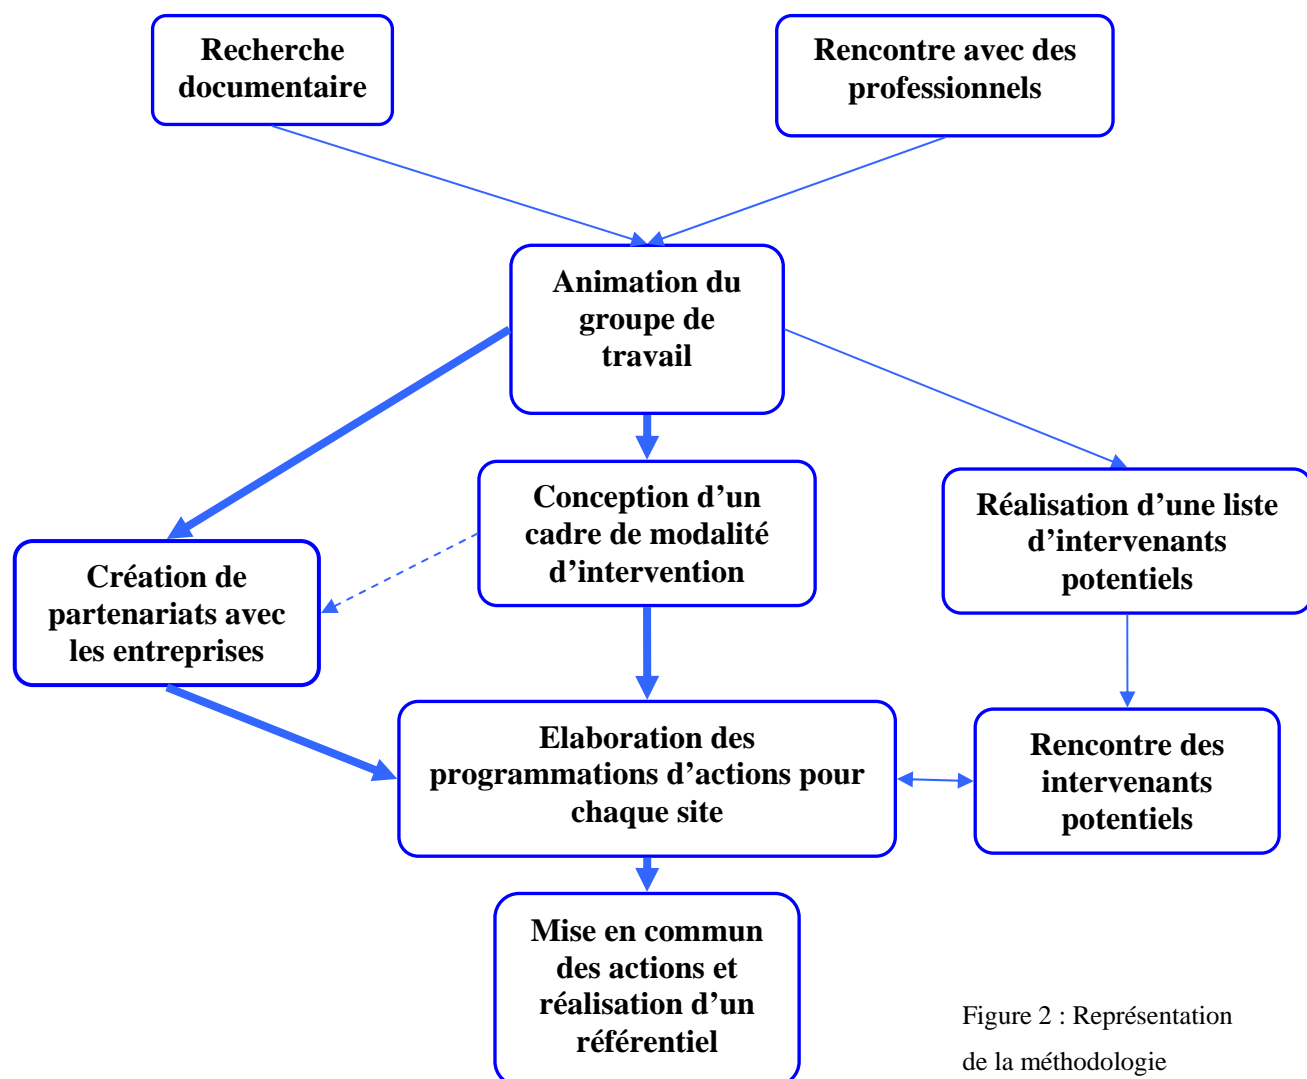 Recherche
documentaire
Rencontre avec des
professionnels
Animation du
groupe de
travail
Conception d’un
cadre de modalité
d’intervention
Réalisation d’une liste
d’intervenants
potentiels
Création de
partenariats avec
les entreprises
Elaboration des
programmations d’actions pour
chaque site
Rencontre des
intervenants
potentiels
Mise en commun
des actions et
réalisation d’un
référentiel
Figure 2 : Représentation
de la méthodologie